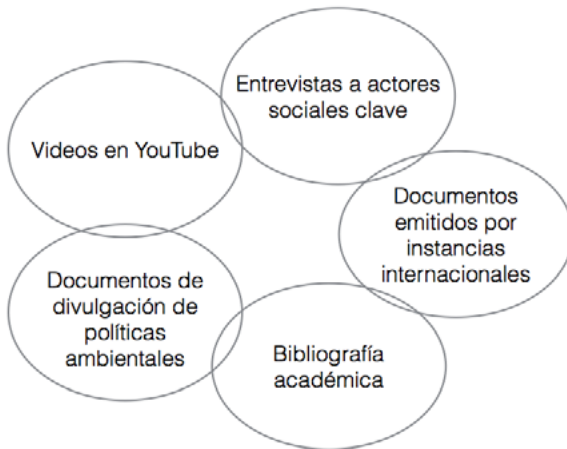 Entrevistas a actores
sociales clave
Videos en YouTube
Documentos
emitidos por
instancias
internacionales
Documentos de
divulgación de
políticas
ambientales
Bibliografía
académica